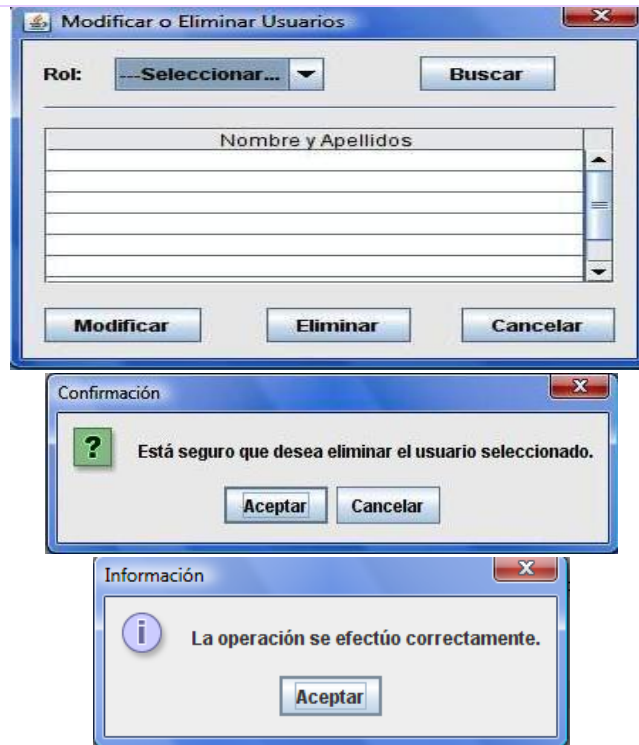 Modificar o Eliminar Usuarios
Rol: ---Seleccionar... Buscar
Nombre y Apellidos
Modificar Eliminar Cancelar
Confirmación
? Está seguro que desea eliminar el usuario seleccionado.
Aceptar Cancelar
Información
i La operación se efectúo correctamente.
Aceptar